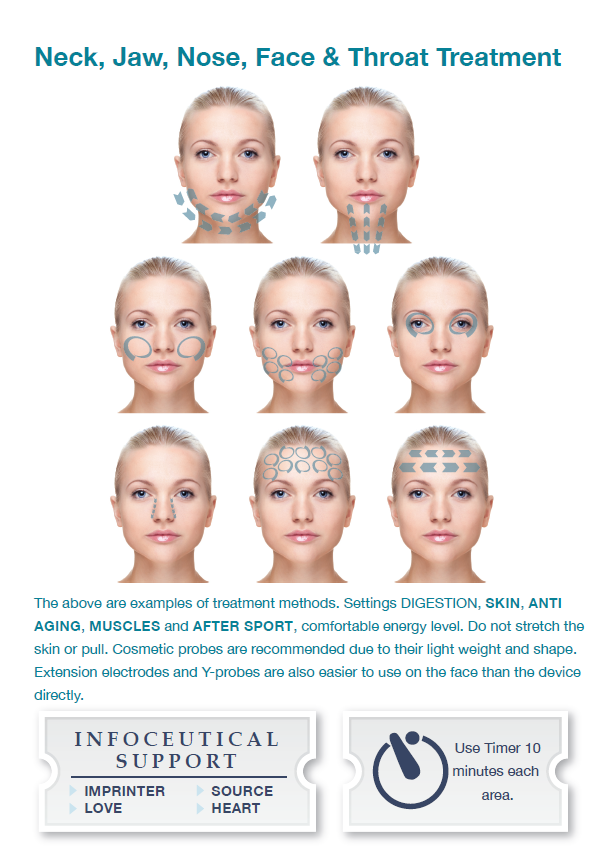 Neck, Jaw, Nose, Face & Throat Treatment
The above are examples of treatment methods. Settings DIGESTION, SKIN, ANTI
AGING, MUSCLES and AFTER SPORT, comfortable energy level. Do not stretch the
skin or pull. Cosmetic probes are recommended due to their light weight and shape.
Extension electrodes and Y-probes are also easier to use on the face than the device
directly.
INFOCEUTICAL
SUPPORT
IMPRINTER
LOVE
SOURCE
HEART
Use Timer 10
minutes each
area.